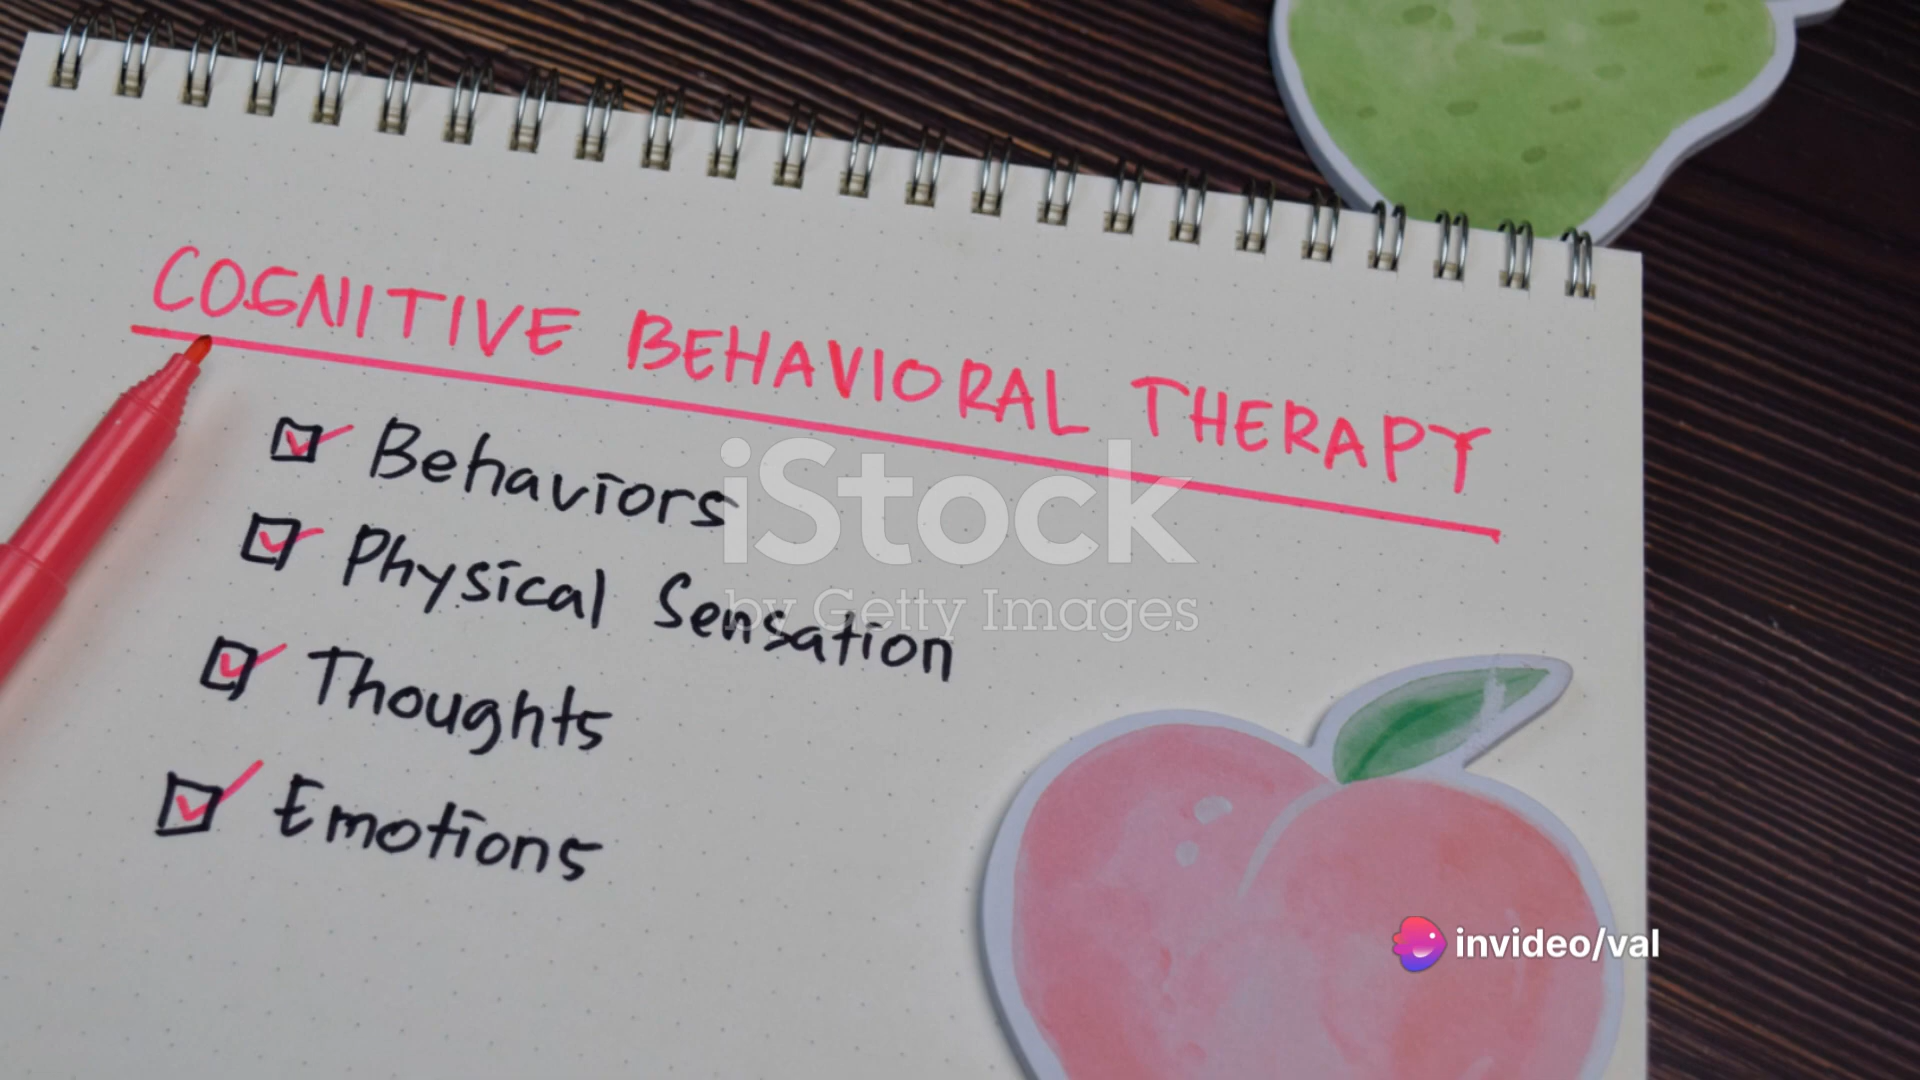 COGNITIVE BEHAVIORAL THERAPY
Behaviors
iStock
Physical Sensation
by Getty Images
Thoughts
Emotions
invideo/val